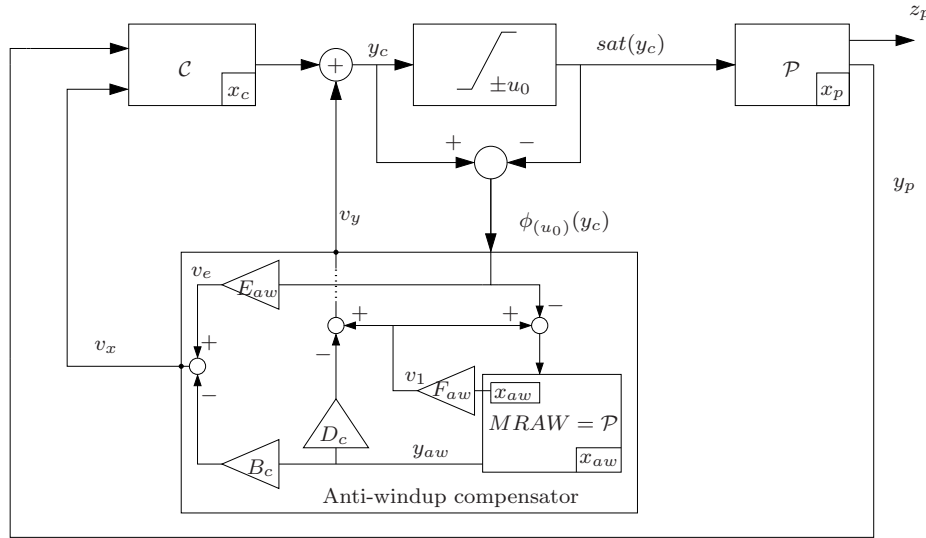 z_p
C
x_c
+
y_c
±u_0
sat(y_c)
P
x_p
+
−
y_p
v_y
ϕ_(u_0)(y_c)
v_e
E_aw
−
+
+
v_x
+
−
v_1
F_aw
x_aw
−
MRAW = P
D_c
y_aw
B_c
x_aw
Anti-windup compensator